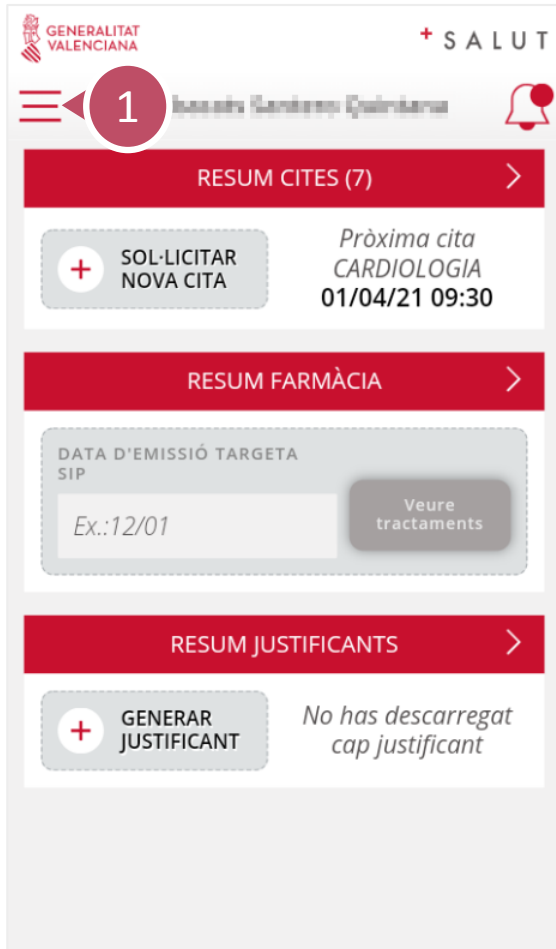 GENERALITAT
VALENCIANA
+ SALUT
1
RESUM CITES (7)
SOL·LICITAR
NOVA CITA
Pròxima cita
CARDIOLOGIA
01/04/21 09:30
RESUM FARMÀCIA
DATA D'EMISSIÓ TARGETA
SIP
Ex.:12/01
Veure
tractaments
RESUM JUSTIFICANTS
GENERAR
JUSTIFICANT
No has descarregat
cap justificant